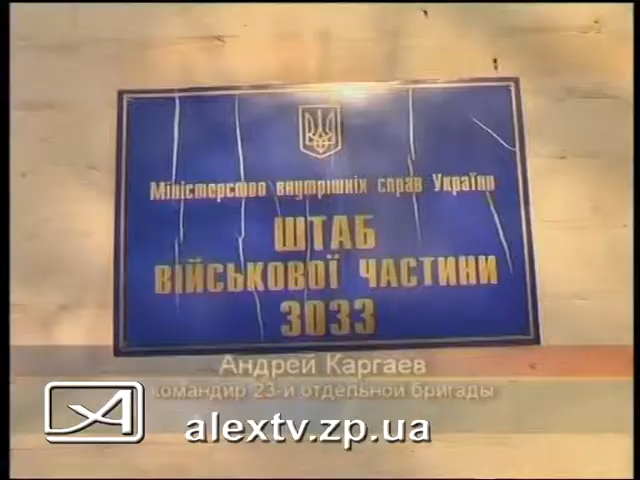 Міністерство внутрішніх справ України
ШТАБ
ВІЙСЬКОВОЇ ЧАСТИНИ
3033
Андрей Каргаев
командир 23-й отдельной бригады
alextv.zp.ua